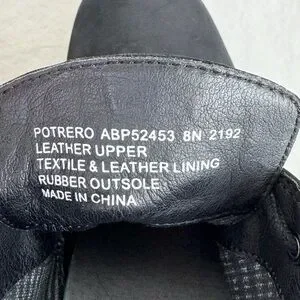 POTRERO ABP52453 8N 2192
LEATHER UPPER
TEXTILE & LEATHER LINING
RUBBER OUTSOLE
MADE IN CHINA